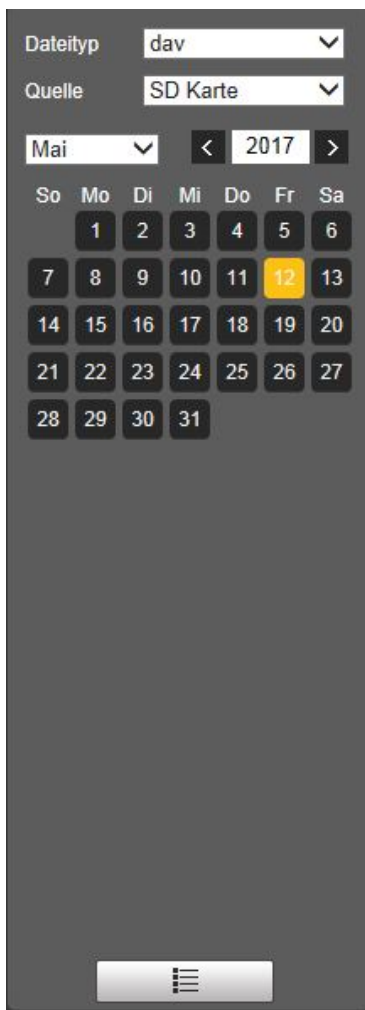 Dateityp dav
Quelle SD Karte
Mai < 2017 >
So Mo Di Mi Do Fr Sa
1 2 3 4 5 6
7 8 9 10 11 12 13
14 15 16 17 18 19 20
21 22 23 24 25 26 27
28 29 30 31